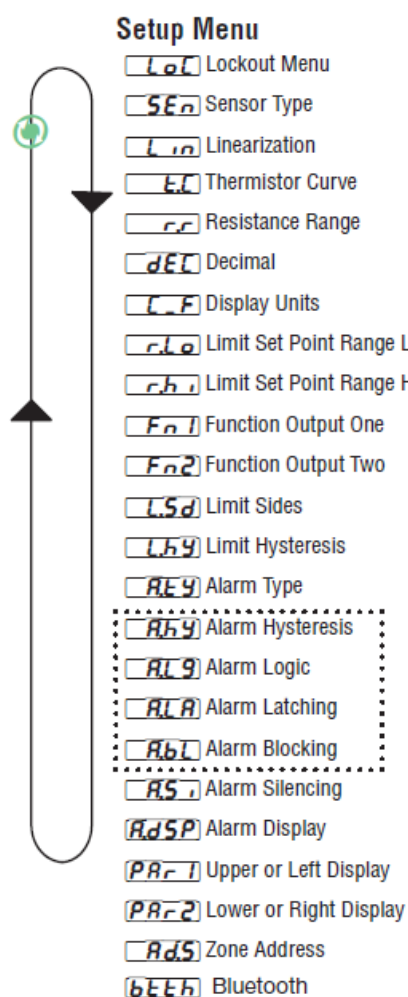 Setup Menu
LoC Lockout Menu
SEn Sensor Type
Lin Linearization
t.C Thermistor Curve
r.r Resistance Range
dEC Decimal
C_F Display Units
r.Lo Limit Set Point Range L
r.hi Limit Set Point Range H
Fn1 Function Output One
Fn2 Function Output Two
L.Sd Limit Sides
L.hy Limit Hysteresis
A.ty Alarm Type
A.hy Alarm Hysteresis
A.Lg Alarm Logic
A.LA Alarm Latching
A.bL Alarm Blocking
A.Si Alarm Silencing
A.dSP Alarm Display
PAr1 Upper or Left Display
PAr2 Lower or Right Display
Ad.S Zone Address
btth Bluetooth